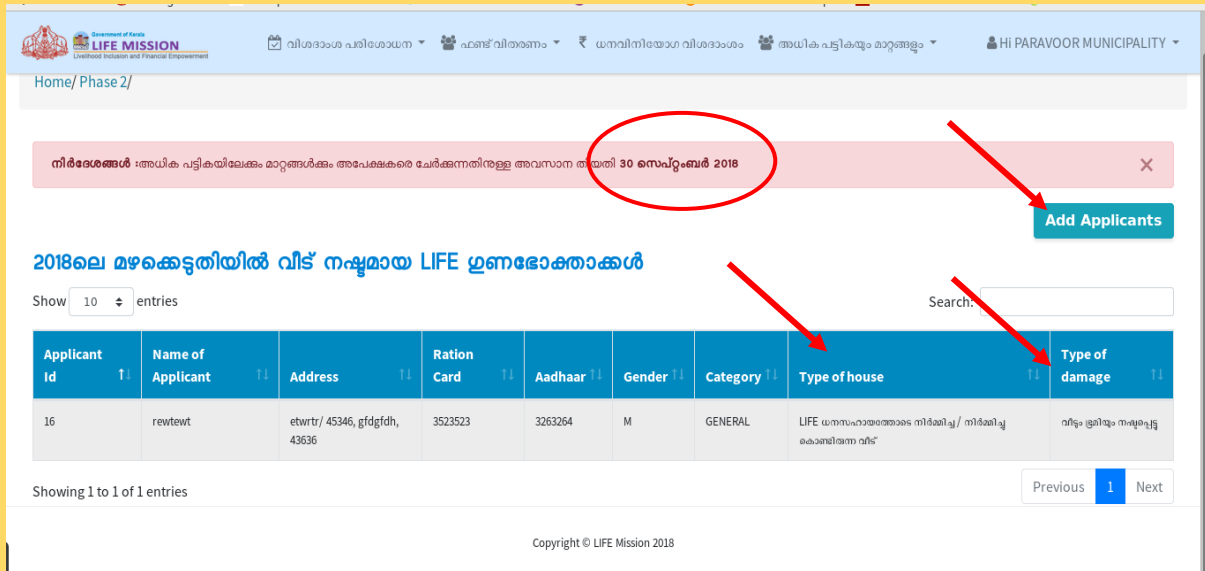 Government of Kerala
LIFE MISSION
Livelihood Inclusion and Financial Empowerment
വിശദാംശ പരിശോധന
ഫണ്ട് വിതരണം
₹ ധനവിനിയോഗ വിശദാംശം
അധിക പട്ടികയും മാറ്റങ്ങളും
Hi PARAVOOR MUNICIPALITY
Home/ Phase 2/
നിർദേശങ്ങൾ :അധിക പട്ടികയിലേക്കും മാറ്റങ്ങൾക്കും അപേക്ഷകരെ ചേർക്കുന്നതിനുള്ള അവസാന തിയതി 30 സെപ്റ്റംബർ 2018 ×
Add Applicants
2018ലെ മഴക്കെടുതിയിൽ വീട് നഷ്ടമായ LIFE ഗുണഭോക്താക്കൾ
Show 10 entries Search:
Applicant Id Name of Applicant Address Ration Card Aadhaar Gender Category Type of house Type of damage
16 rewtewt etwrtr/ 45346, gfdgfdh, 43636 3523523 3263264 M GENERAL LIFE ധനസഹായത്തോടെ നിർമ്മിച്ച / നിർമ്മിച്ചു കൊണ്ടിരുന്ന വീട് വീടും ഭൂമിയും നഷ്ടപ്പെട്ടു
Showing 1 to 1 of 1 entries Previous 1 Next
Copyright © LIFE Mission 2018